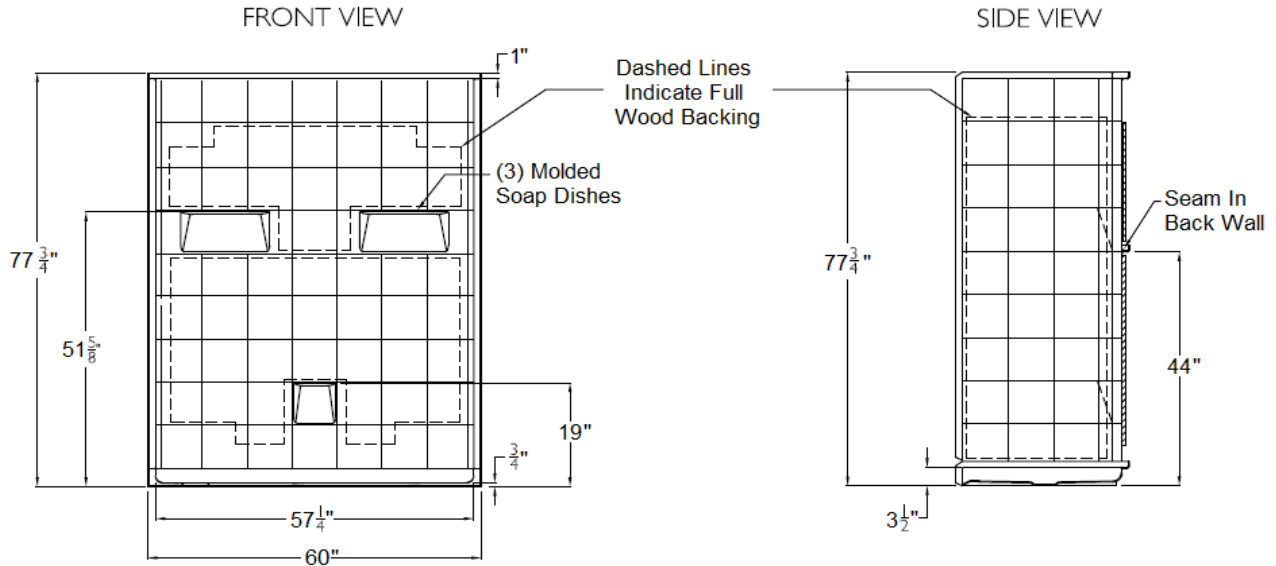 FRONT VIEW
SIDE VIEW
1"
Dashed Lines
Indicate Full
Wood Backing
(3) Molded
Soap Dishes
Seam In
Back Wall
77 3/4"
77 3/4"
51 5/8"
44"
19"
3/4"
3 1/2"
57 1/4"
60"